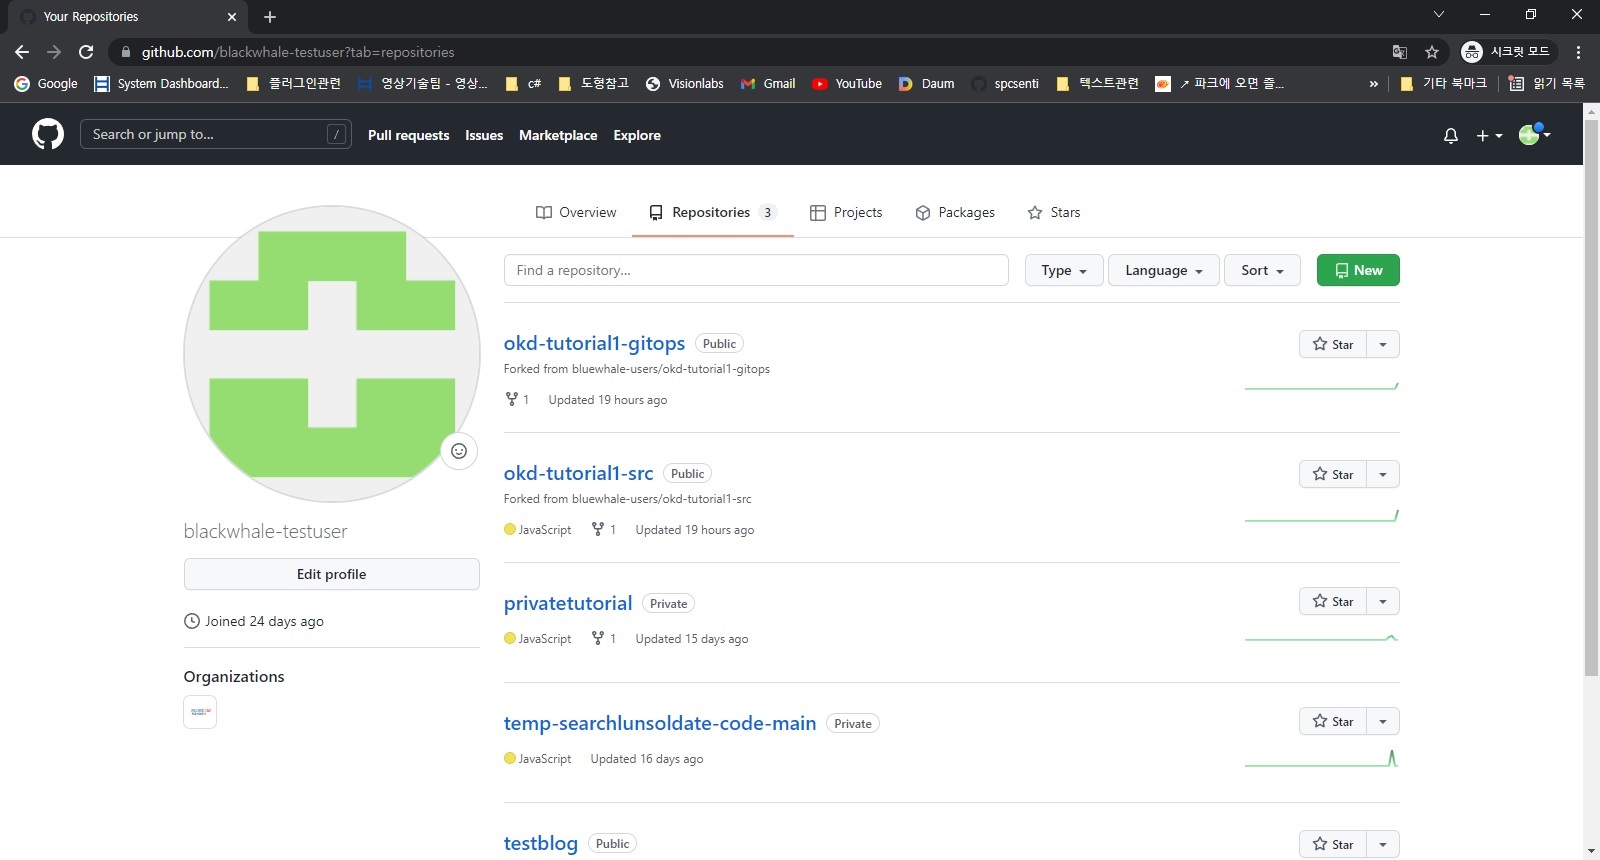 Your Repositories
github.com/blackwhale-testuser?tab=repositories
시크릿 모드
Google
System Dashboard...
플러그인관련
영상기술팀 - 영상...
c#
도형참고
Visionlabs
Gmail
YouTube
Daum
spcsenti
텍스트관련
↗ 파크에 오면 즐...
»
기타 북마크
읽기 목록
Search or jump to...
/
Pull requests
Issues
Marketplace
Explore
Overview
Repositories 3
Projects
Packages
Stars
Find a repository...
Type
Language
Sort
New
okd-tutorial1-gitops Public
Star
Forked from bluewhale-users/okd-tutorial1-gitops
1 Updated 19 hours ago
okd-tutorial1-src Public
Star
Forked from bluewhale-users/okd-tutorial1-src
JavaScript 1 Updated 19 hours ago
blackwhale-testuser
Edit profile
Joined 24 days ago
Organizations
privatetutorial Private
Star
JavaScript 1 Updated 15 days ago
temp-searchlunsoldate-code-main Private
Star
JavaScript Updated 16 days ago
testblog Public
Star